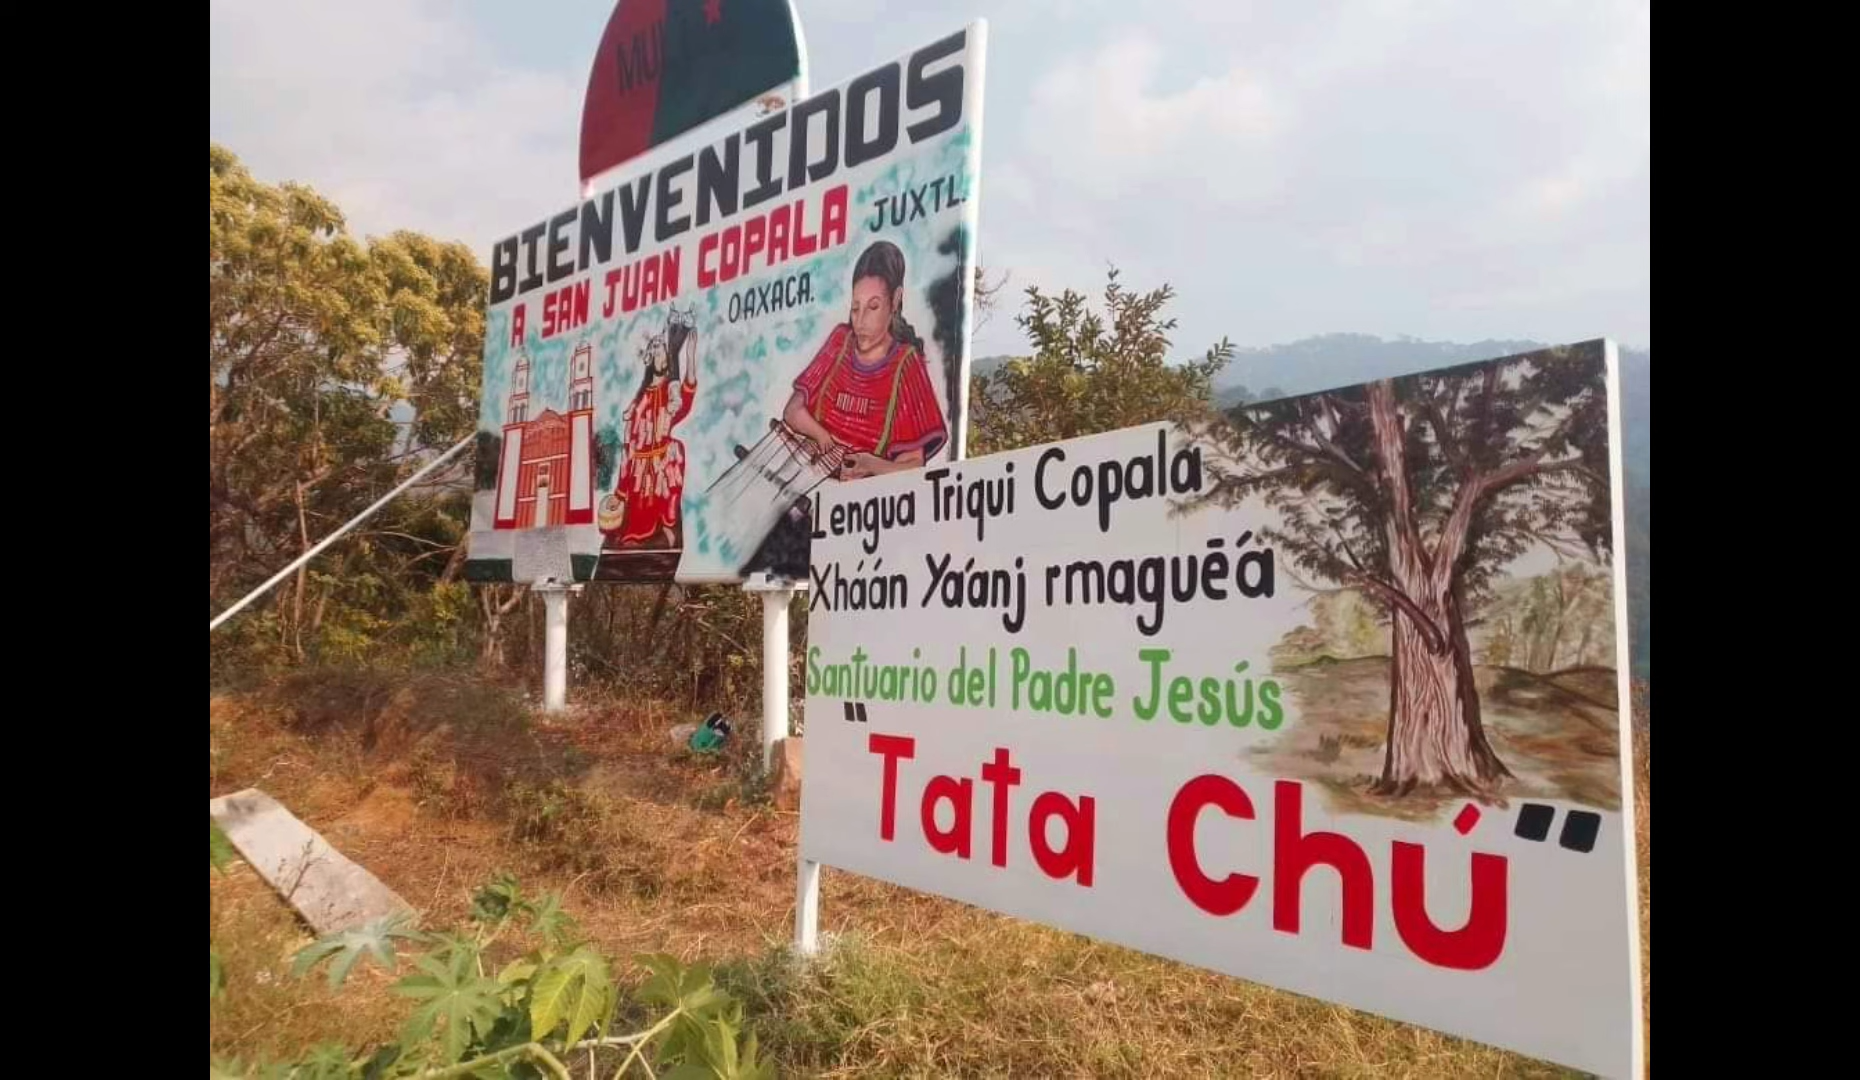 BIENVENIDOS
A SAN JUAN COPALA JUXTL.
OAXACA.
Lengua Triqui Copala
Xháán Ya'anj rmaguēá
Santuario del Padre Jesús
"Tata Chú"